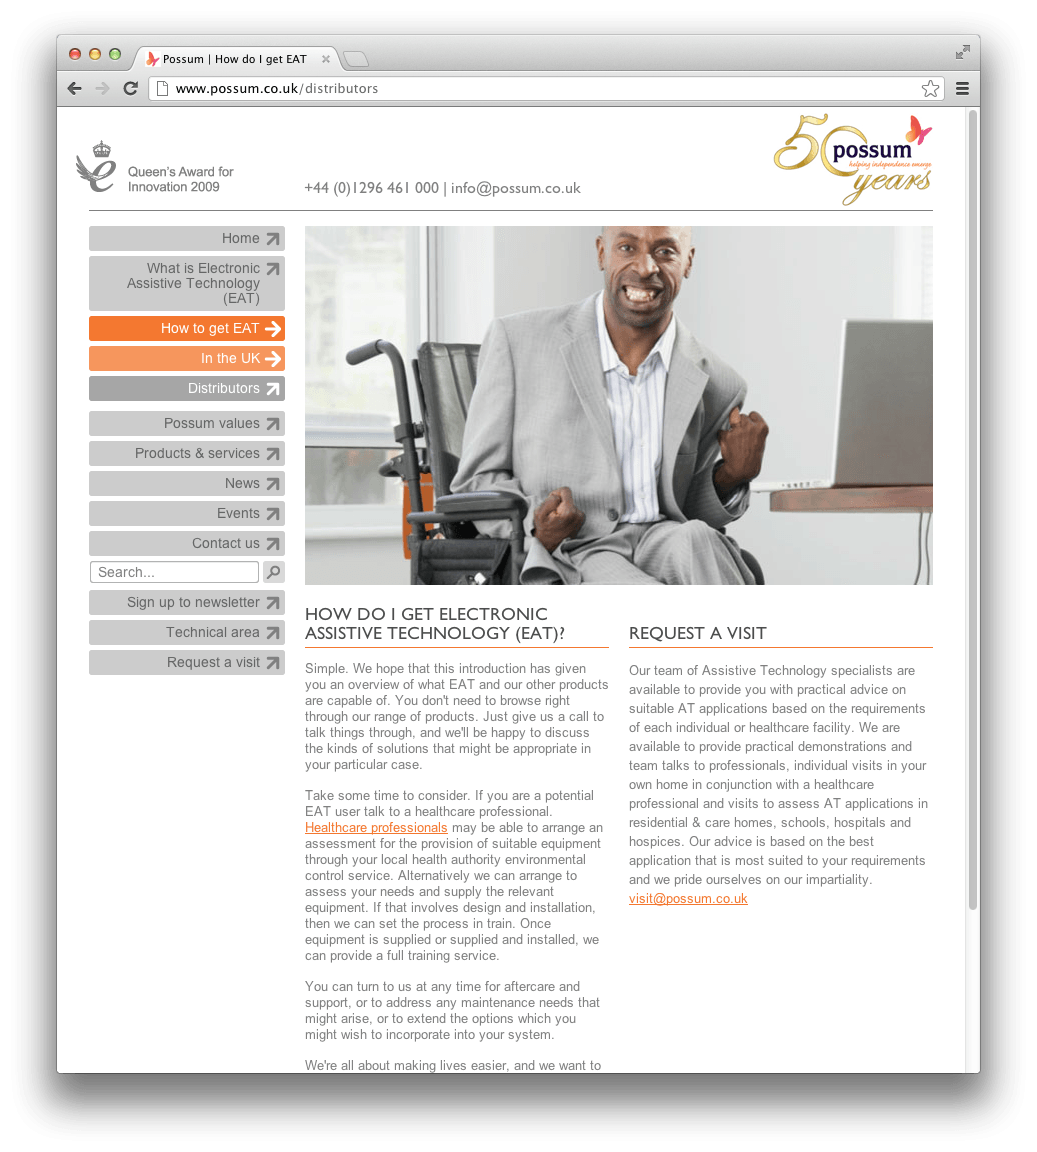 Possum | How do I get EAT
www.possum.co.uk/distributors
Queen's Award for
Innovation 2009
+44 (0)1296 461 000 | info@possum.co.uk
50
possum
helping independence emerge
years
Home
What is Electronic
Assistive Technology
(EAT)
How to get EAT
In the UK
Distributors
Possum values
Products & services
News
Events
Contact us
Search...
Sign up to newsletter
Technical area
Request a visit
HOW DO I GET ELECTRONIC
ASSISTIVE TECHNOLOGY (EAT)?
Simple. We hope that this introduction has given
you an overview of what EAT and our other products
are capable of. You don't need to browse right
through our range of products. Just give us a call to
talk things through, and we'll be happy to discuss
the kinds of solutions that might be appropriate in
your particular case.
Take some time to consider. If you are a potential
EAT user talk to a healthcare professional.
Healthcare professionals may be able to arrange an
assessment for the provision of suitable equipment
through your local health authority environmental
control service. Alternatively we can arrange to
assess your needs and supply the relevant
equipment. If that involves design and installation,
then we can set the process in train. Once
equipment is supplied or supplied and installed, we
can provide a full training service.
You can turn to us at any time for aftercare and
support, or to address any maintenance needs that
might arise, or to extend the options which you
might wish to incorporate into your system.
We're all about making lives easier, and we want to
REQUEST A VISIT
Our team of Assistive Technology specialists are
available to provide you with practical advice on
suitable AT applications based on the requirements
of each individual or healthcare facility. We are
available to provide practical demonstrations and
team talks to professionals, individual visits in your
own home in conjunction with a healthcare
professional and visits to assess AT applications in
residential & care homes, schools, hospitals and
hospices. Our advice is based on the best
application that is most suited to your requirements
and we pride ourselves on our impartiality.
visit@possum.co.uk